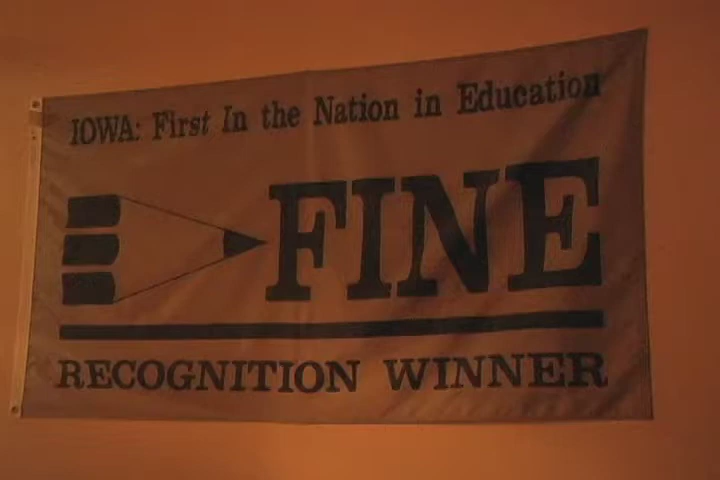 IOWA: First In the Nation in Education
FINE
RECOGNITION WINNER